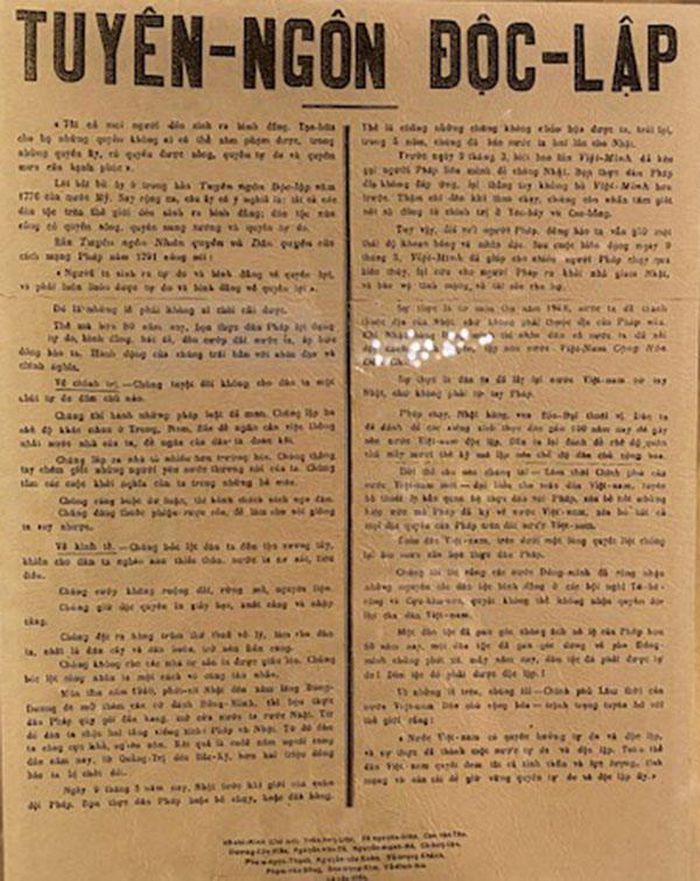 TUYÊN-NGÔN ĐỘC-LẬP
« Tất cả mọi người đều sinh ra bình đẳng. Tạo-hóa
cho họ những quyền không ai có thể xâm phạm được, trong
những quyền ấy, có quyền được sống, quyền tự do và quyền
mưu cầu hạnh phúc ».
Lời bất hủ ấy ở trong bản Tuyên ngôn Độc-lập năm
1776 của nước Mỹ. Suy rộng ra, câu ấy có ý nghĩa là: tất cả các
dân tộc trên thế giới đều sinh ra bình đẳng; dân tộc nào
cũng có quyền sống, quyền sung sướng và quyền tự do.
Bản Tuyên ngôn Nhân quyền và Dân quyền của
cách mạng Pháp năm 1791 cũng nói:
« Người ta sinh ra tự do và bình đẳng về quyền lợi,
và phải luôn luôn được tự do và bình đẳng về quyền lợi ».
Đó là những lẽ phải không ai chối cãi được.
Thế mà hơn 80 năm nay, bọn thực dân Pháp lợi dụng
lá cờ tự do, bình đẳng, bác ái, đến cướp đất nước ta, áp bức
đồng bào ta. Hành động của chúng trái hẳn với nhân đạo và
chính nghĩa.
Về chính trị.—Chúng tuyệt đối không cho dân ta một
chút tự do dân chủ nào.
Chúng thi hành những pháp luật dã man. Chúng lập ba
chế độ khác nhau ở Trung, Nam, Bắc để ngăn cản việc thống
nhất nước nhà của ta, để ngăn cản dân ta đoàn kết.
Chúng lập ra nhà tù nhiều hơn trường học. Chúng thẳng
tay chém giết những người yêu nước thương nòi của ta. Chúng
tắm các cuộc khởi nghĩa của ta trong những bể máu.
Chúng ràng buộc dư luận, thi hành chính sách ngu dân.
Chúng dùng thuốc phiện, rượu cồn, để làm cho nòi giống
ta suy nhược.
Về kinh tế.—Chúng bóc lột dân ta đến tận xương tủy,
khiến cho dân ta nghèo nàn, thiếu thốn, nước ta xơ xác, tiêu
điều.
Chúng cướp không ruộng đất, rừng mỏ, nguyên liệu.
Chúng giữ độc quyền in giấy bạc, xuất cảng và nhập
cảng.
Chúng đặt ra hàng trăm thứ thuế vô lý, làm cho dân
ta, nhất là dân cày và dân buôn, trở nên bần cùng.
Chúng không cho các nhà tư sản ta được giàu lên. Chúng
bóc lột công nhân ta một cách vô cùng tàn nhẫn.
Mùa thu năm 1940, phát-xít Nhật đến xâm lăng Đông-
Dương để mở thêm căn cứ đánh Đồng-Minh, thì bọn thực
dân Pháp quỳ gối đầu hàng, mở cửa nước ta rước Nhật. Từ
đó dân ta chịu hai tầng xiềng xích: Pháp và Nhật. Từ đó dân
ta càng cực khổ, nghèo nàn. Kết quả là cuối năm ngoái sang
đầu năm nay, từ Quảng-Trị đến Bắc-Kỳ, hơn hai triệu đồng
bào ta bị chết đói.
Ngày 9 tháng 3 năm nay, Nhật tước khí giới của quân
đội Pháp. Bọn thực dân Pháp hoặc bỏ chạy, hoặc đầu hàng.
Thế là chẳng những chúng không «bảo hộ» được ta, trái lại,
trong 5 năm, chúng đã bán nước ta hai lần cho Nhật.
Trước ngày 9 tháng 3, biết bao lần Việt-Minh đã kêu
gọi người Pháp liên minh để chống Nhật. Bọn thực dân Pháp
đã không đáp ứng, lại thẳng tay khủng bố Việt-Minh hơn
trước. Thậm chí đến khi thua chạy, chúng còn nhẫn tâm giết
nốt số đông tù chính trị ở Yên-báy và Cao-bằng.
Tuy vậy, đối với người Pháp, đồng bào ta vẫn giữ một
thái độ khoan hồng và nhân đạo. Sau cuộc biến động ngày 9
tháng 3, Việt-Minh đã giúp cho nhiều người Pháp chạy qua
biên thùy, lại cứu cho người Pháp ra khỏi nhà giam Nhật,
và bảo vệ tính mạng, và tài sản cho họ.
Sự thực là từ mùa thu năm 1940, nước ta đã thành
thuộc địa của Nhật, chứ không phải thuộc địa của Pháp nữa.
Khi Nhật thì nhân dân cả nước ta đã nổi
dậy lập nên nước Việt-Nam Cộng Hòa
Sự thực là dân ta đã lấy lại nước Việt-nam từ tay
Nhật, chứ không phải từ tay Pháp.
Pháp chạy, Nhật hàng, vua Bảo-Đại thoái vị. Dân ta
đã đánh đổ các xiềng xích thực dân gần 100 năm nay để gây
nên nước Việt-nam độc lập. Dân ta lại đánh đổ chế độ quân
chủ mấy mươi thế kỷ mà lập nên chế độ dân chủ cộng hòa.
Bởi thế cho nên chúng tôi — Lâm thời Chính phủ của
nước Việt-nam mới — đại biểu cho toàn dân Việt-nam, tuyên
bố thoát ly hẳn quan hệ thực dân với Pháp, xóa bỏ hết những
hiệp ước mà Pháp đã ký về nước Việt-nam, xóa bỏ tất cả
mọi đặc quyền của Pháp trên đất nước Việt-nam.
Toàn dân Việt-nam, trên dưới một lòng quyết liệt chống
lại âm mưu của bọn thực dân Pháp.
Chúng tôi tin rằng các nước Đồng-minh đã công nhận
những nguyên tắc dân tộc bình đẳng ở các hội nghị Tê-hê-
răng và Cựu-kim-sơn, quyết không thể không nhận quyền độc
lập của dân Việt-nam.
Một dân tộc đã gan góc chống ách nô lệ của Pháp hơn
80 năm nay, một dân tộc đã gan góc đứng về phe Đồng-
minh chống phát xít mấy năm nay, dân tộc đó phải được tự
do! Dân tộc đó phải được độc lập!
Vì những lẽ trên, chúng tôi — Chính phủ Lâm thời của
nước Việt-nam Dân chủ cộng hòa — trịnh trọng tuyên bố với
thế giới rằng:
« Nước Việt-nam có quyền hưởng tự do và độc lập,
và sự thực đã thành một nước tự do và độc lập. Toàn thể
dân Việt-nam quyết đem tất cả tinh thần và lực lượng, tính
mạng và của cải để giữ vững quyền tự do và độc lập ấy.»